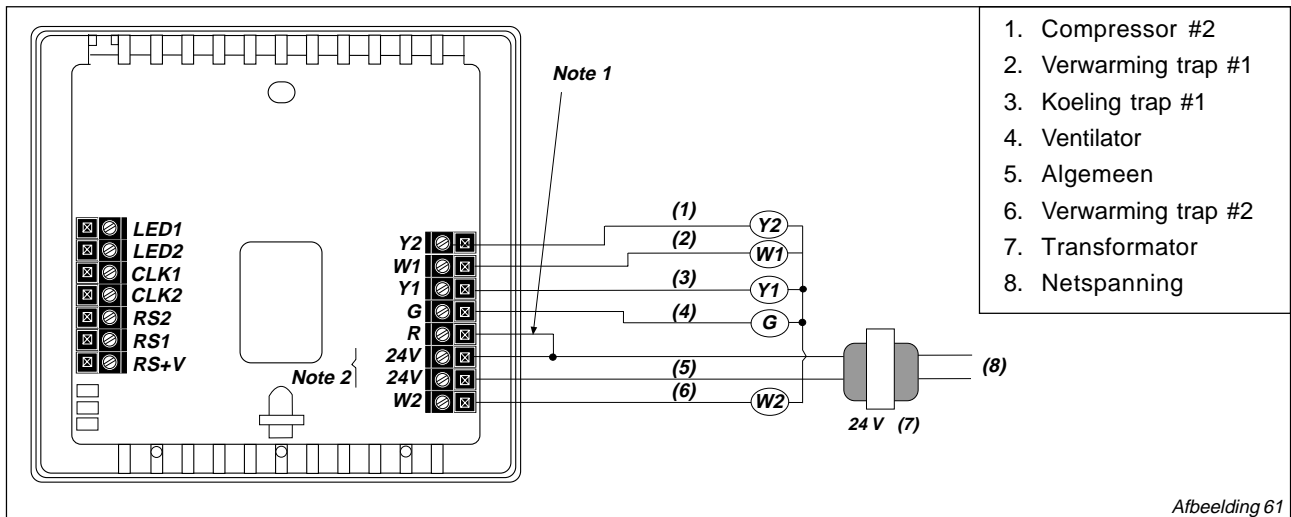 1. Compressor #2
2. Verwarming trap #1
3. Koeling trap #1
4. Ventilator
5. Algemeen
6. Verwarming trap #2
7. Transformator
8. Netspanning
Note 1
LED1
LED2
CLK1
CLK2
RS2
RS1
RS+V
Note 2
Y2
W1
Y1
G
R
24V
24V
W2
(1)
(2)
(3)
(4)
(5)
(6)
Y2
W1
Y1
G
W2
24 V (7)
(8)
Afbeelding 61